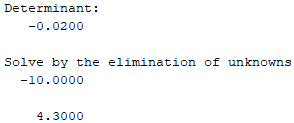 Determinant:
-0.0200
Solve by the elimination of unknowns
-10.0000
4.3000